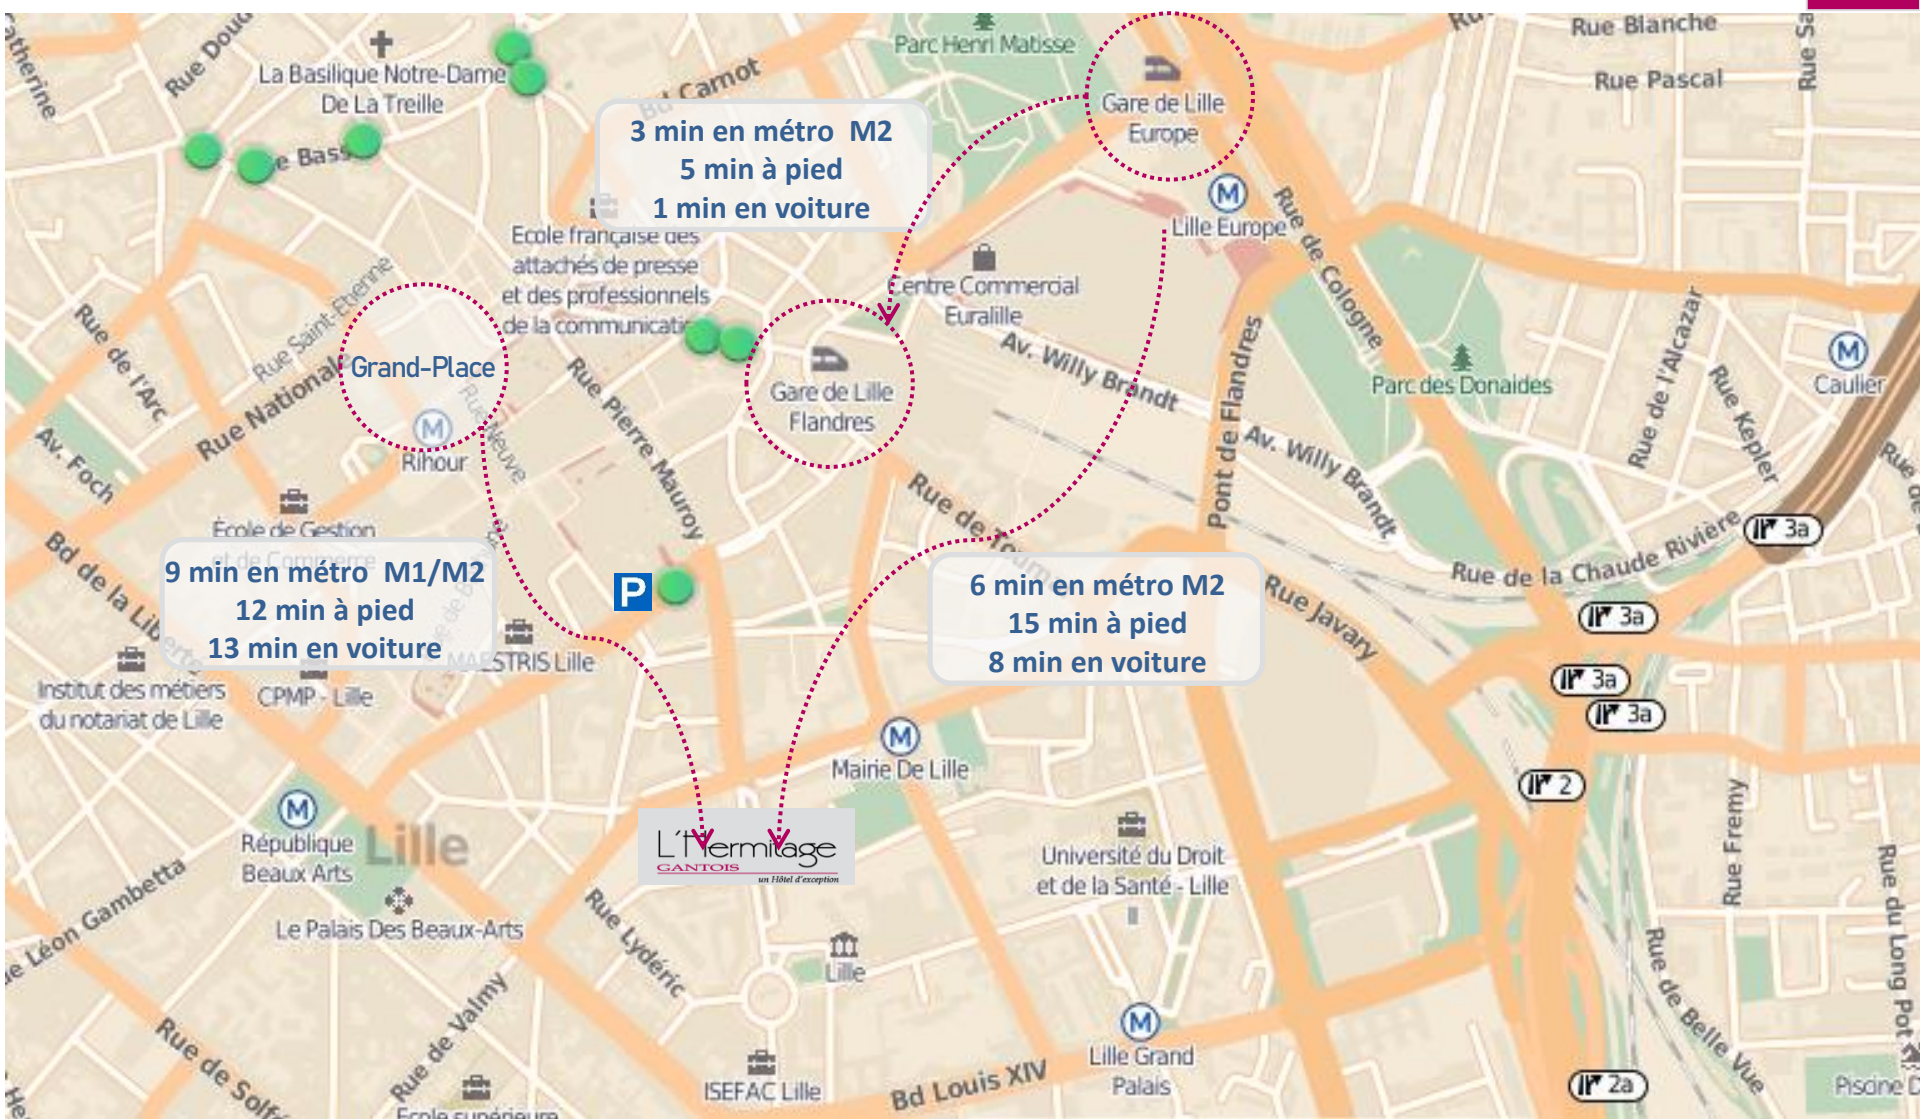 Rue Blanche
Rue Pascal
Parc Henri Matisse
Gare de Lille
Europe
Bd Carnot
La Basilique Notre-Dame
De La Treille
3 min en métro M2
5 min à pied
1 min en voiture
M
Lille Europe
Rue de Cologne
Ecole française des
attachés de presse
et des professionnels
de la communication
Centre Commercial
Euralille
Rue Saint-Etienne
Rue de l'Arc
Rue Nationale
Grand-Place
M
Rihour
Rue Neuve
Rue Pierre Mauroy
Gare de Lille
Flandres
Av. Willy Brandt
Pont de Flandres
Av. Willy Brandt
Parc des Donaides
Rue de l'Alcazar
Rue Kepler
M
Caulier
Av. Foch
École de Gestion
et de Commerce
Bd de la Liberté
9 min en métro M1/M2
12 min à pied
13 min en voiture
P
6 min en métro M2
15 min à pied
8 min en voiture
Rue Javary
Rue de la Chaude Rivière
3a
3a
3a
3a
2
MAESTRIS Lille
Institut des métiers
du notariat de Lille
CPMP - Lille
M
Mairie De Lille
M
République
Beaux Arts
Lille
L'Hermitage
GANTOIS
un Hôtel d'exception
Université du Droit
et de la Santé - Lille
Rue Fremy
Rue du Long Pot
Le Palais Des Beaux-Arts
Léon Gambetta
Rue Lydéric
Lille
Rue de Valmy
Rue de Belle Vue
M
Lille Grand
Palais
ISEFAC Lille
Bd Louis XIV
2a
Piscine D
Ecole supérieure